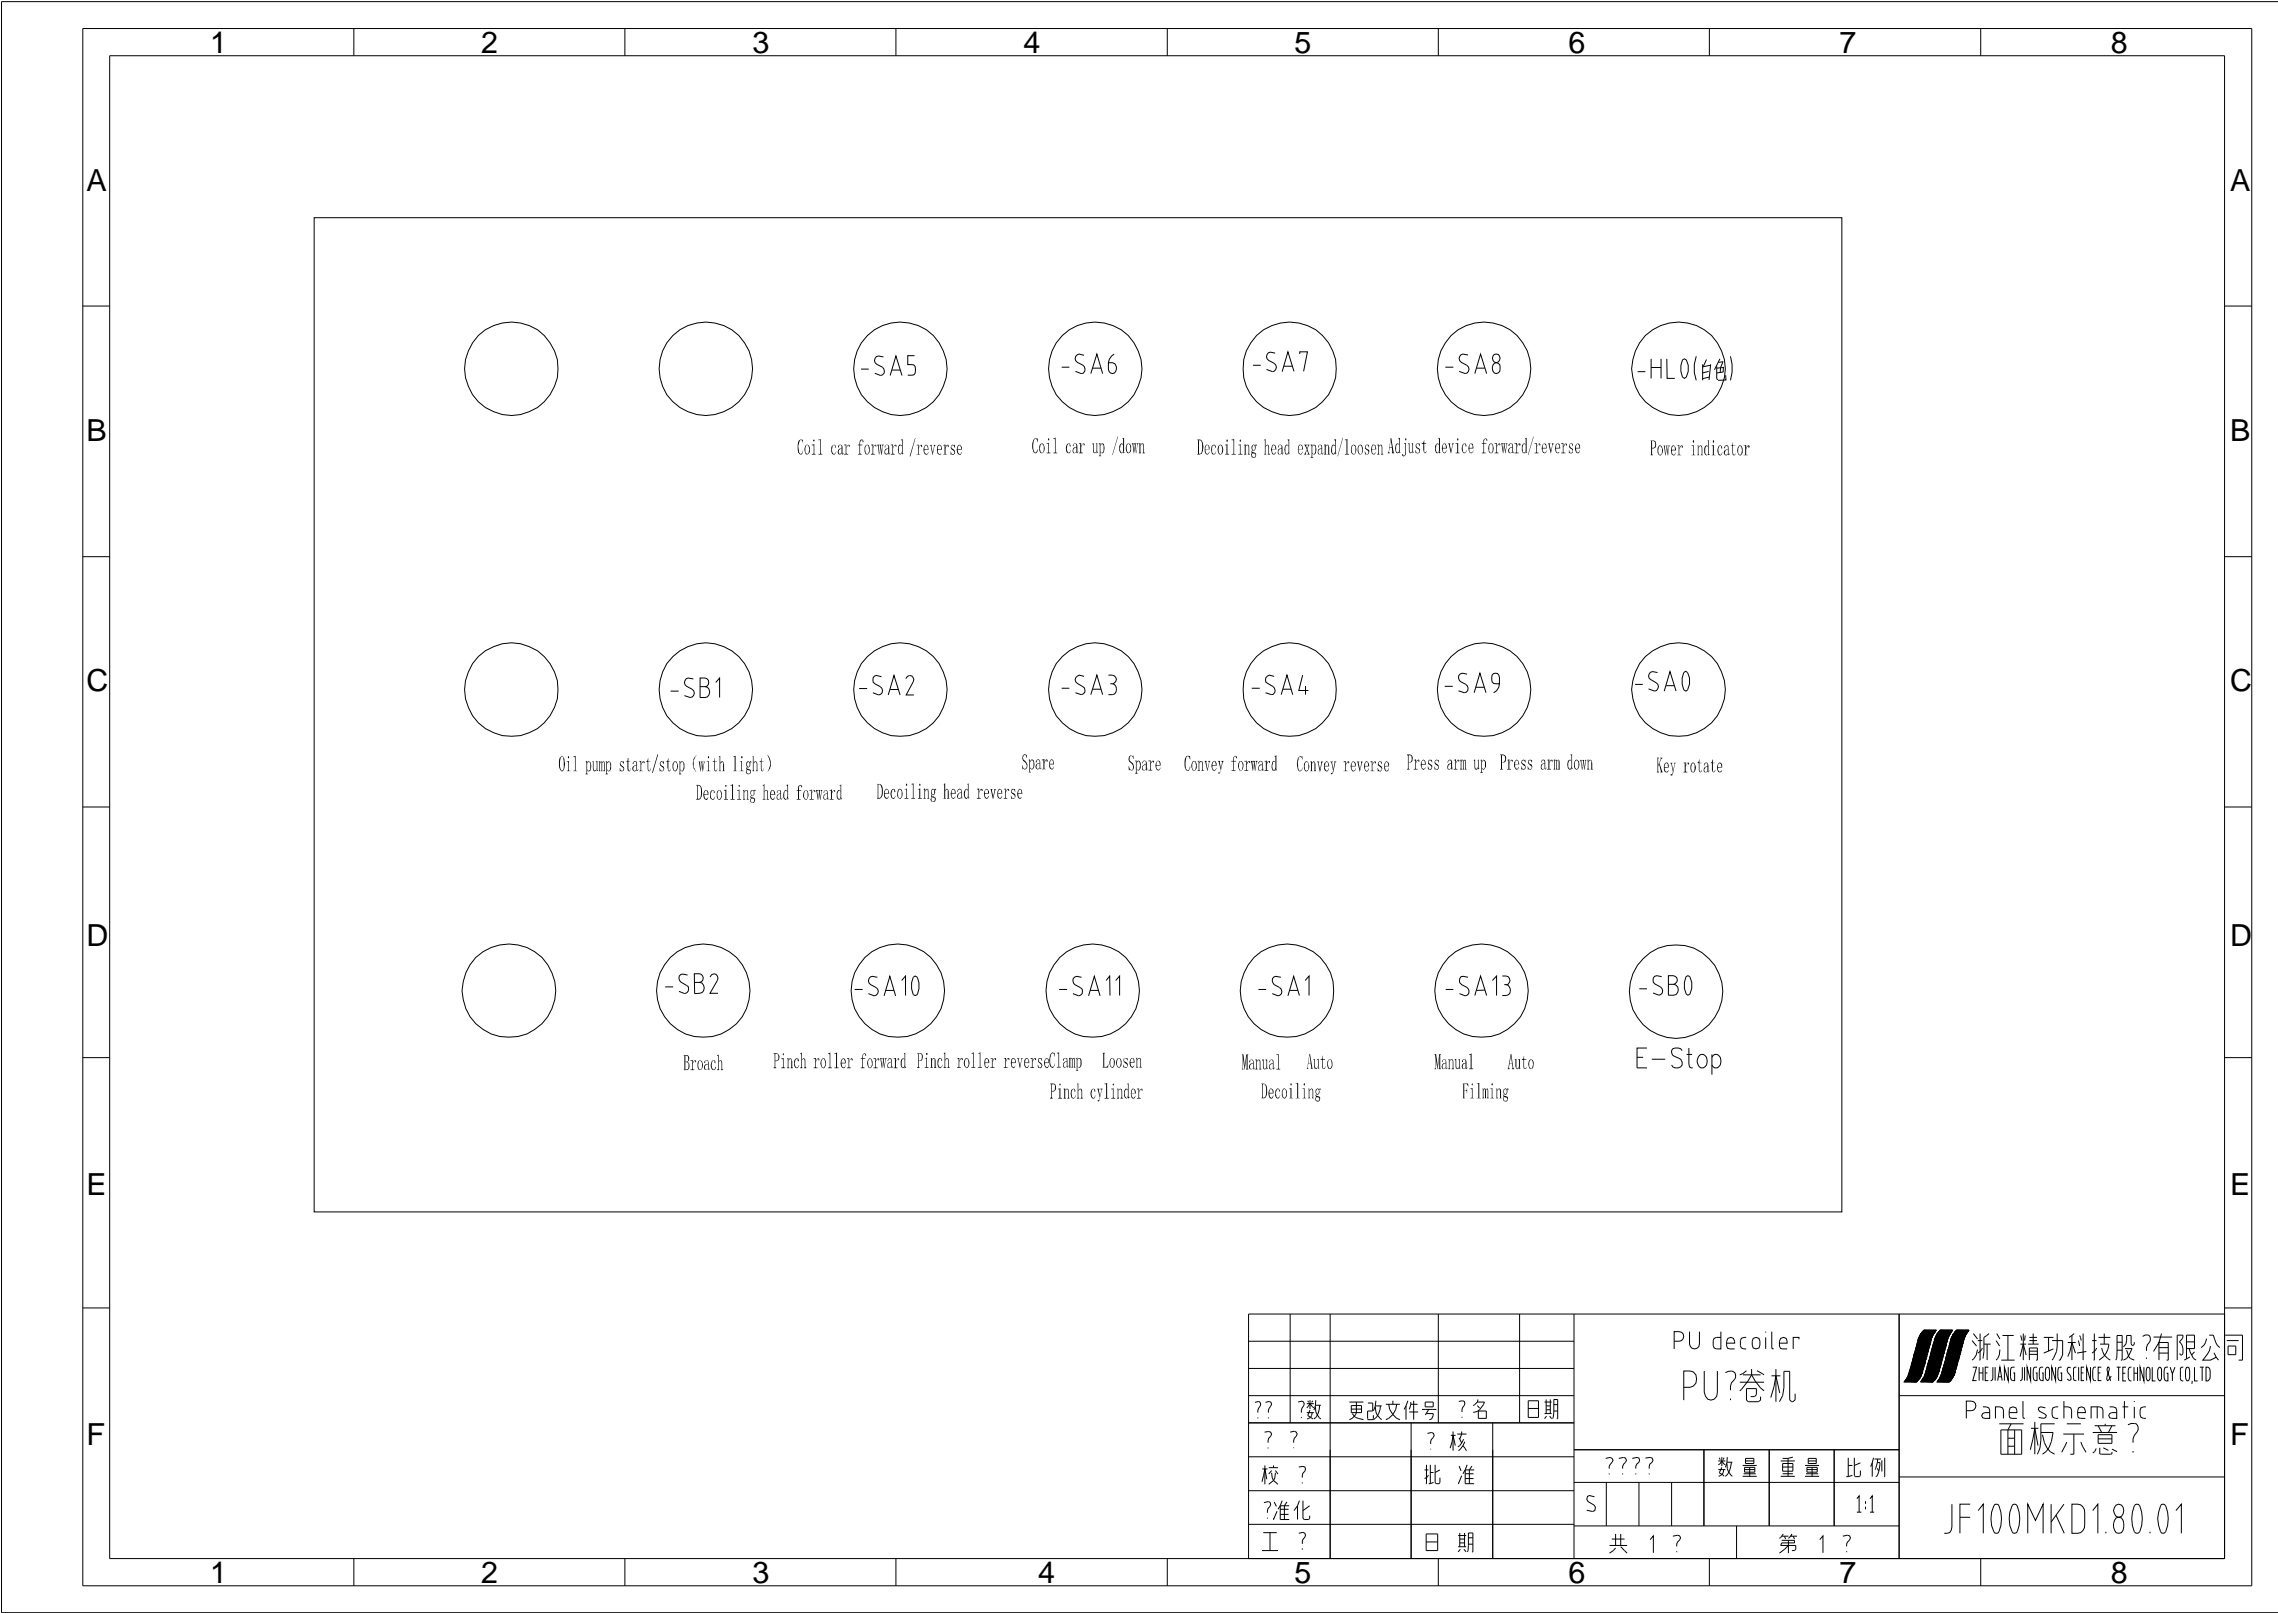 1 2 3 4 5 6 7 8
A A
-SA5 -SA6 -SA7 -SA8 -HL0(白色)
B B
Coil car forward /reverse Coil car up /down Decoiling head expand/loosen Adjust device forward/reverse Power indicator
C C
-SB1 -SA2 -SA3 -SA4 -SA9 -SA0
Oil pump start/stop (with light) Spare Spare Convey forward Convey reverse Press arm up Press arm down Key rotate
Decoiling head forward Decoiling head reverse
D D
-SB2 -SA10 -SA11 -SA1 -SA13 -SB0
Broach Pinch roller forward Pinch roller reverse Clamp Loosen Manual Auto Manual Auto E-Stop
Pinch cylinder Decoiling Filming
E E
PU decoiler
PU?卷机
浙江精功科技股?有限公司
ZHEJIANG JINGGONG SCIENCE & TECHNOLOGY CO,LTD
?? ?数 更改文件号 ?名 日期
Panel schematic
面板示意?
F F
? ? ? 核
校 ? 批 准
???? 数量 重量 比例
?准化
S 1:1
JF100MKD1.80.01
工 ? 日 期
共 1 ? 第 1 ?
1 2 3 4 5 6 7 8